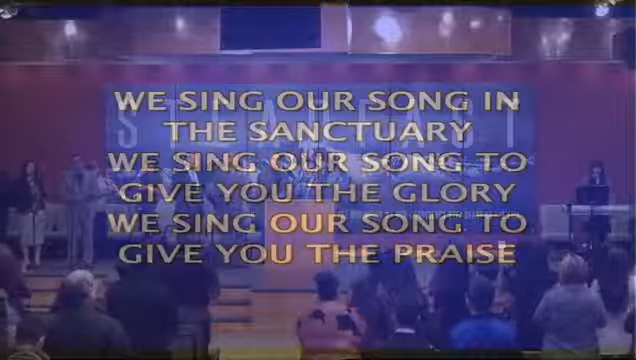 WE SING OUR SONG IN
THE SANCTUARY
WE SING OUR SONG TO
GIVE YOU THE GLORY
WE SING OUR SONG TO
GIVE YOU THE PRAISE
STEADFAST